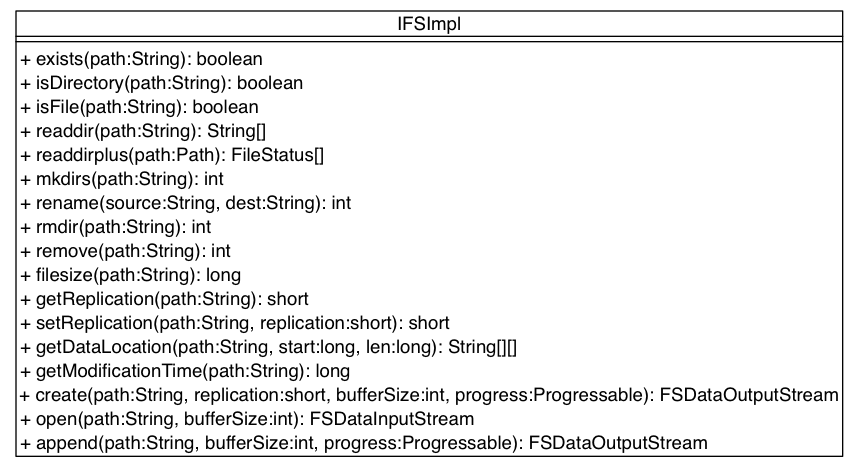 IFSImpl
+ exists(path:String): boolean
+ isDirectory(path:String): boolean
+ isFile(path:String): boolean
+ readdir(path:String): String[]
+ readdirplus(path:Path): FileStatus[]
+ mkdirs(path:String): int
+ rename(source:String, dest:String): int
+ rmdir(path:String): int
+ remove(path:String): int
+ filesize(path:String): long
+ getReplication(path:String): short
+ setReplication(path:String, replication:short): short
+ getDataLocation(path:String, start:long, len:long): String[][]
+ getModificationTime(path:String): long
+ create(path:String, replication:short, bufferSize:int, progress:Progressable): FSDataOutputStream
+ open(path:String, bufferSize:int): FSDataInputStream
+ append(path:String, bufferSize:int, progress:Progressable): FSDataOutputStream